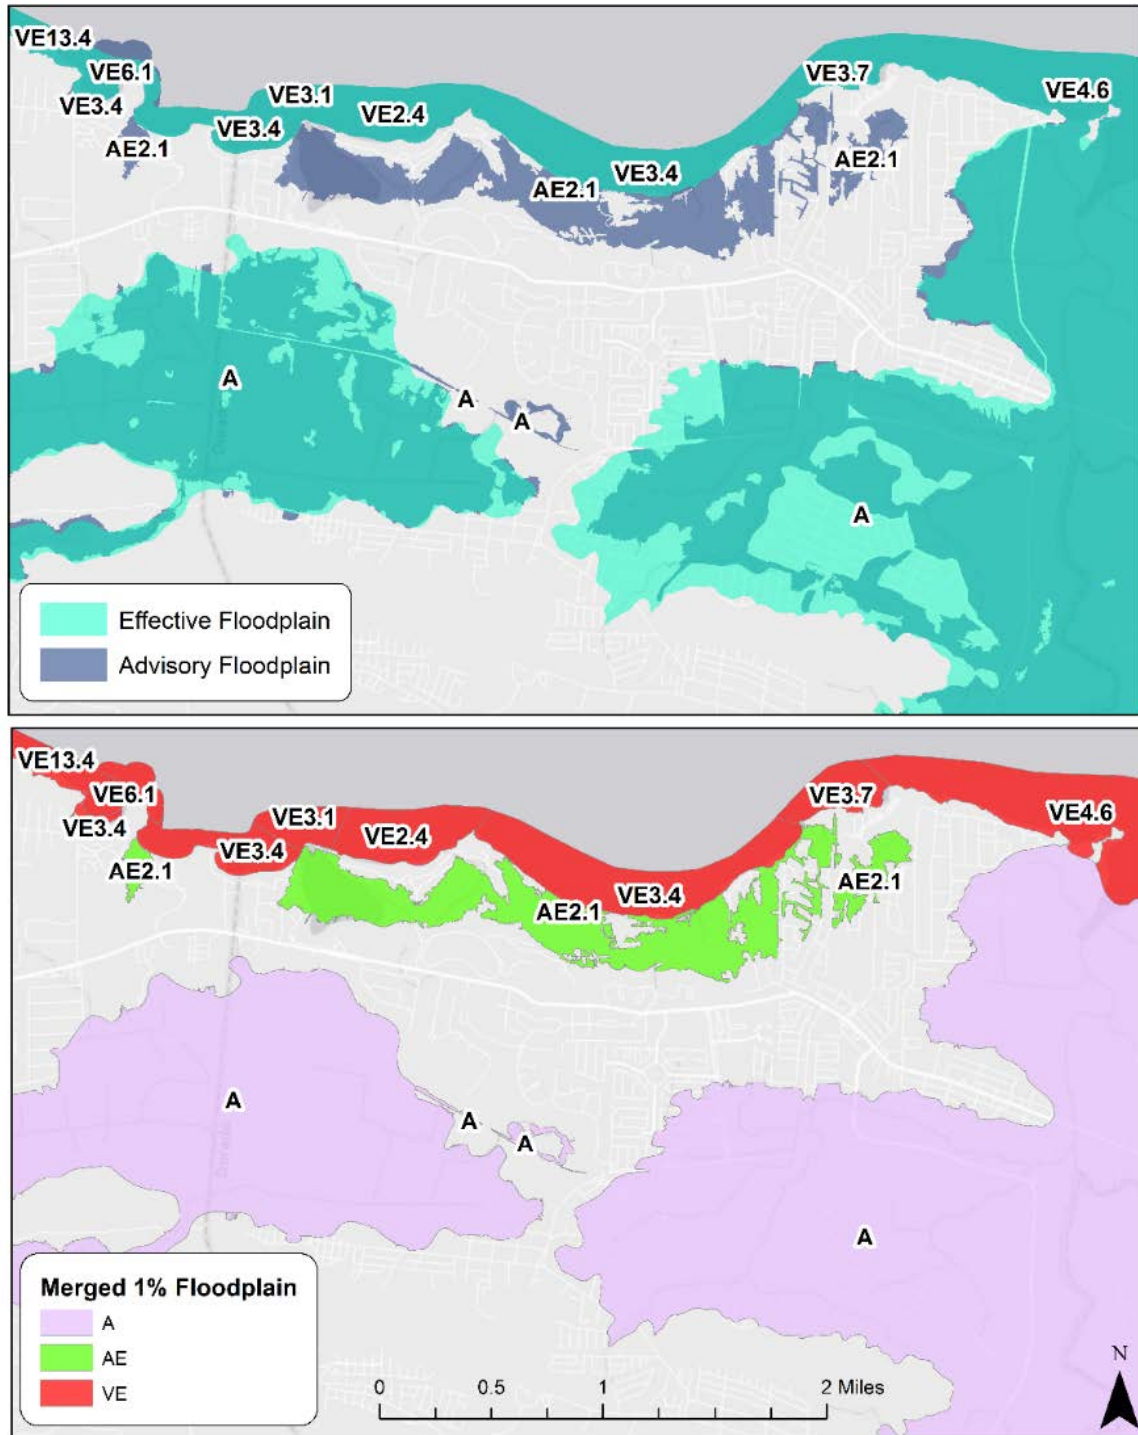 VE13.4
VE6.1
VE3.4
AE2.1
VE3.1
VE3.4
VE2.4
AE2.1
VE3.4
VE3.7
AE2.1
VE4.6
A
A
A
A
Effective Floodplain
Advisory Floodplain
VE13.4
VE6.1
VE3.4
AE2.1
VE3.1
VE3.4
VE2.4
AE2.1
VE3.4
VE3.7
AE2.1
VE4.6
A
A
A
A
Merged 1% Floodplain
A
AE
VE
0 0.5 1 2 Miles
N